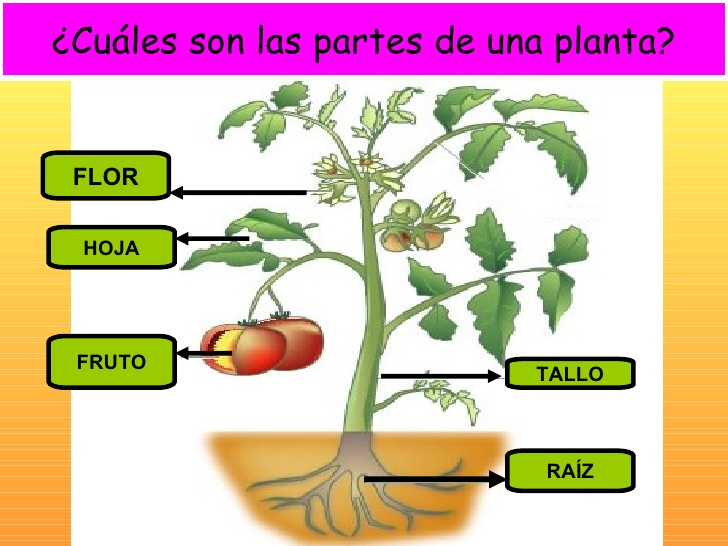 ¿Cuáles son las partes de una planta?
FLOR
HOJA
FRUTO
TALLO
RAÍZ